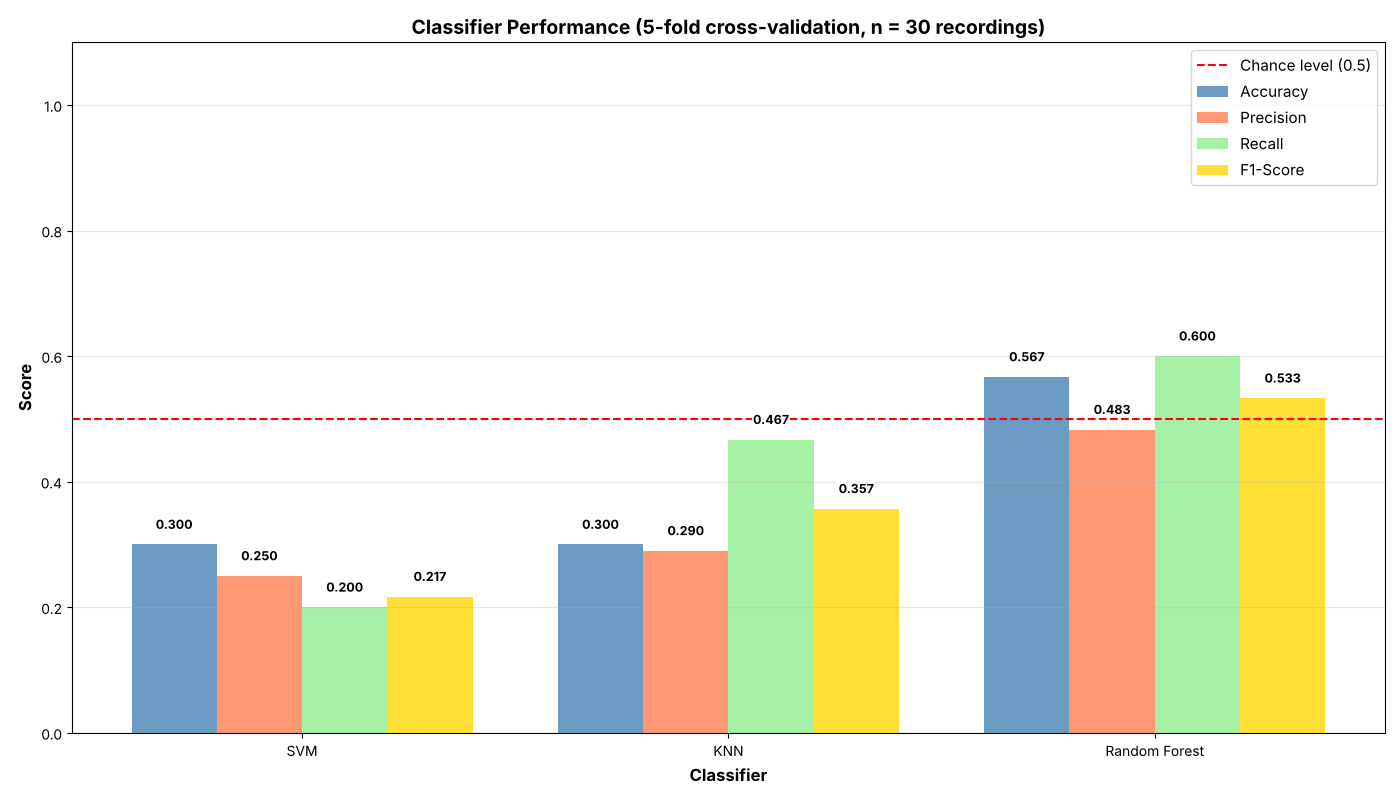 Classifier Performance (5-fold cross-validation, n = 30 recordings)
Chance level (0.5)
Accuracy
Precision
Recall
F1-Score
Score
1.0
0.8
0.6
0.4
0.2
0.0
0.300
0.250
0.200
0.217
0.300
0.290
0.467
0.357
0.567
0.483
0.600
0.533
SVM
KNN
Random Forest
Classifier